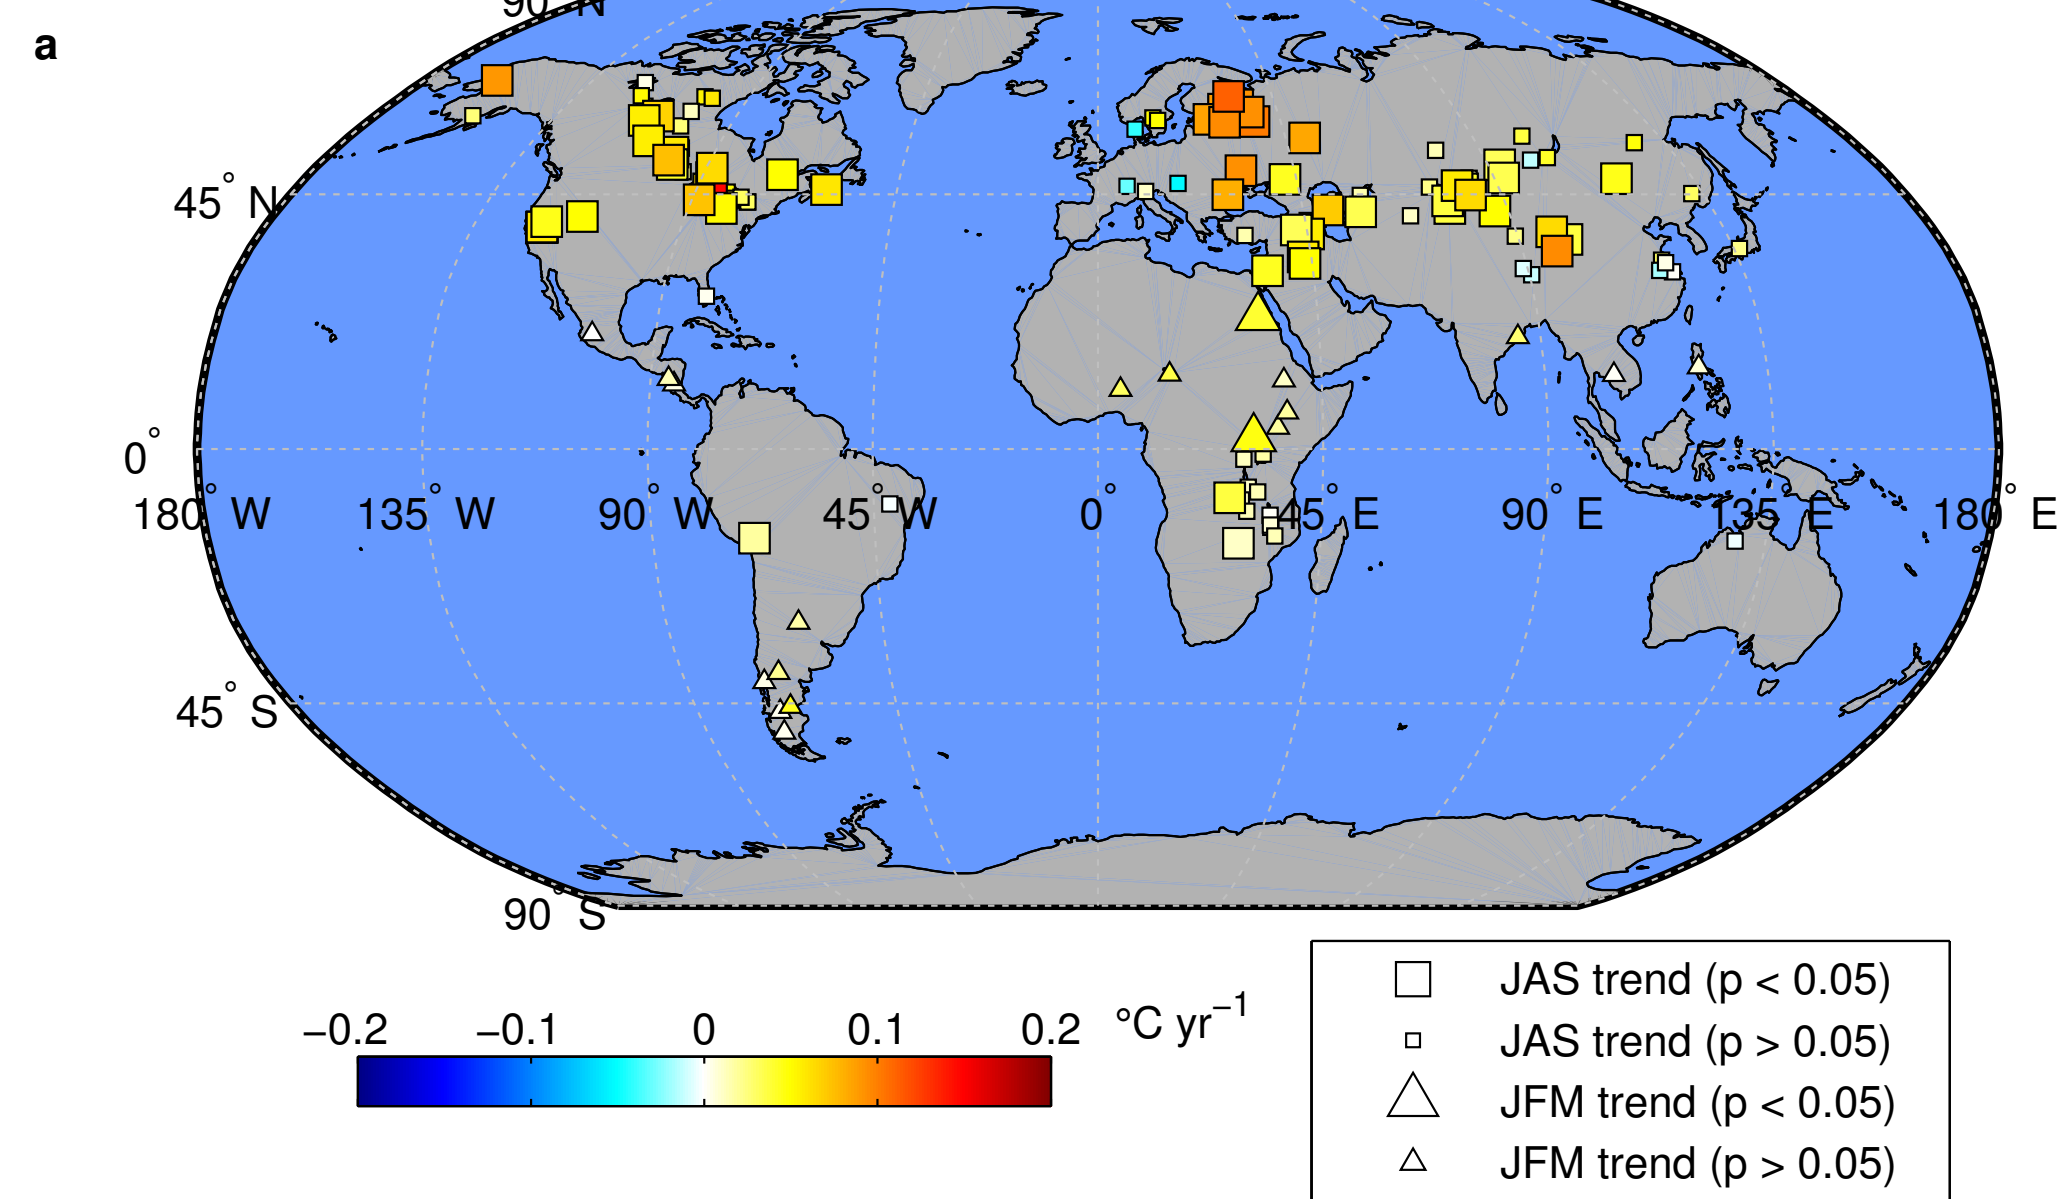 90° N
a
45° N
0°
180° W 135° W 90° W 45° W 0° 45° E 90° E 135° E 180° E
45° S
90° S
−0.2 −0.1 0 0.1 0.2 °C yr⁻¹
JAS trend (p < 0.05)
JAS trend (p > 0.05)
JFM trend (p < 0.05)
JFM trend (p > 0.05)